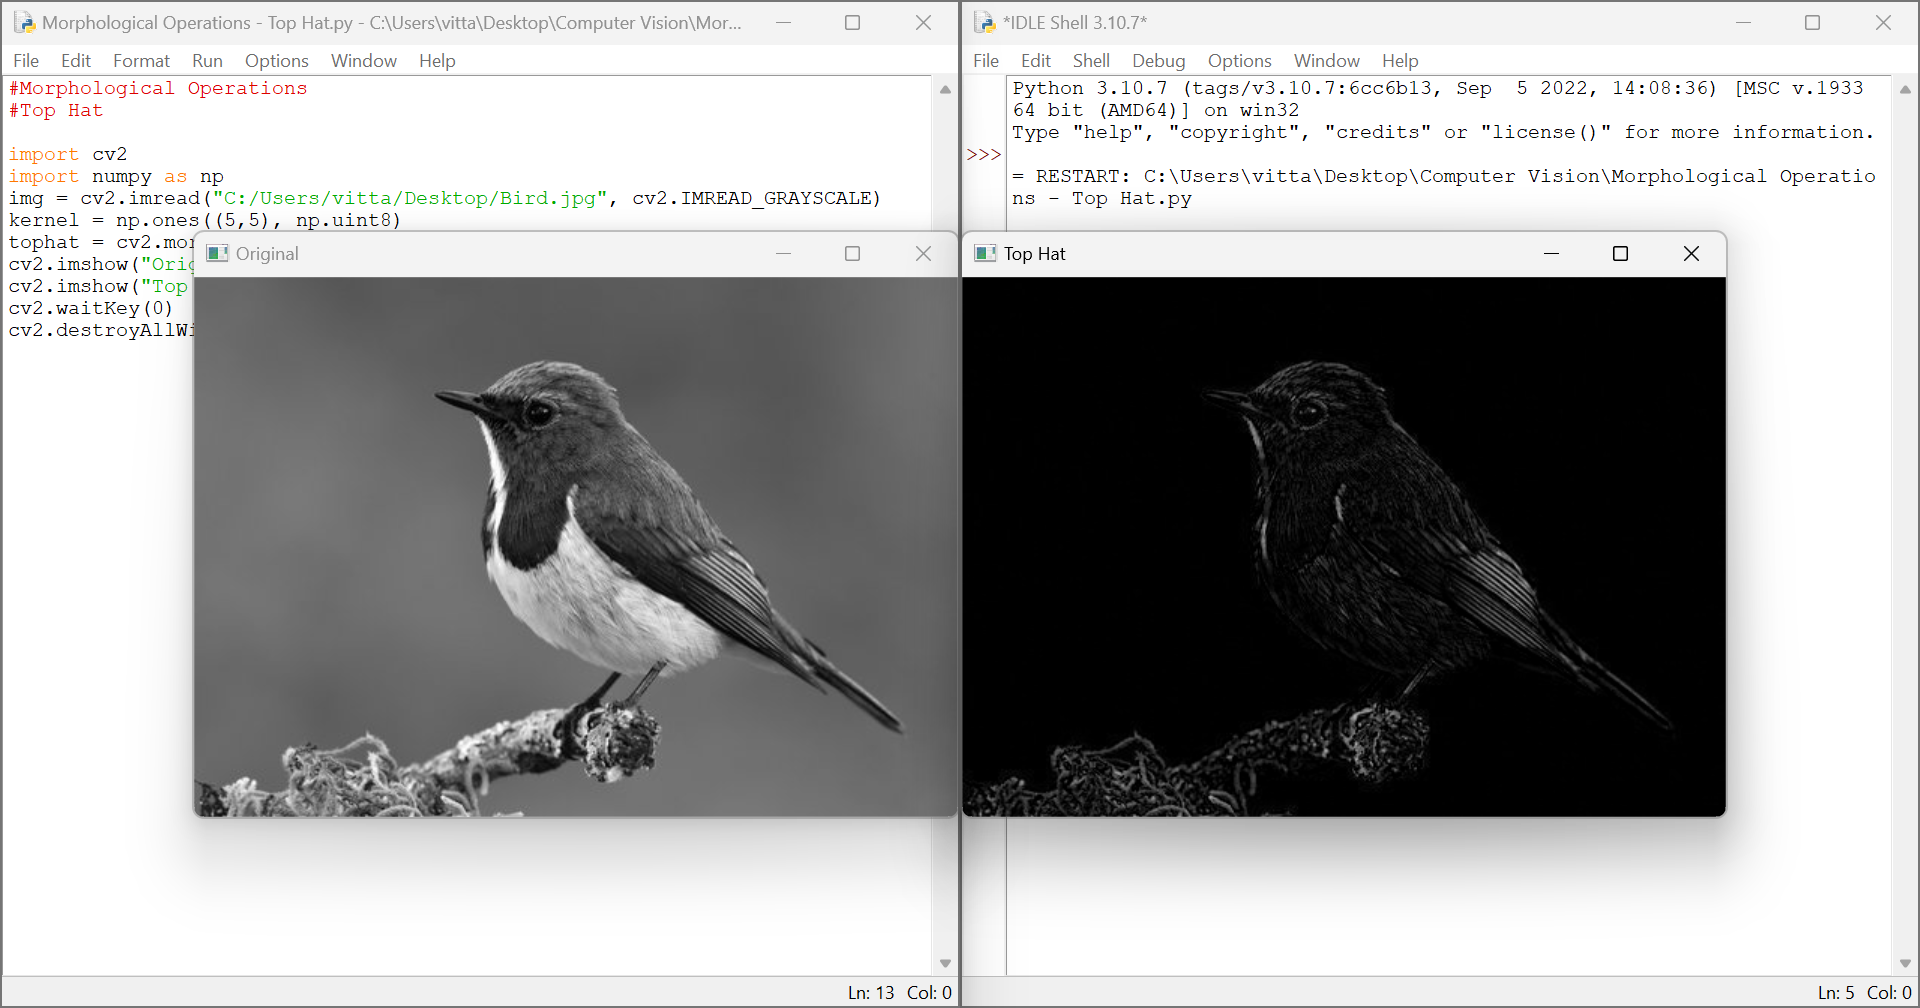 Morphological Operations - Top Hat.py - C:\Users\vitta\Desktop\Computer Vision\Mor...
File Edit Format Run Options Window Help
#Morphological Operations
#Top Hat
import cv2
import numpy as np
img = cv2.imread("C:/Users/vitta/Desktop/Bird.jpg", cv2.IMREAD_GRAYSCALE)
kernel = np.ones((5,5), np.uint8)
tophat = cv2.mor
cv2.imshow("Orig
cv2.imshow("Top
cv2.waitKey(0)
cv2.destroyAllWi
Original
Ln: 13 Col: 0
*IDLE Shell 3.10.7*
File Edit Shell Debug Options Window Help
Python 3.10.7 (tags/v3.10.7:6cc6b13, Sep  5 2022, 14:08:36) [MSC v.1933
64 bit (AMD64)] on win32
Type "help", "copyright", "credits" or "license()" for more information.
>>>
= RESTART: C:\Users\vitta\Desktop\Computer Vision\Morphological Operatio
ns - Top Hat.py
Top Hat
Ln: 5 Col: 0